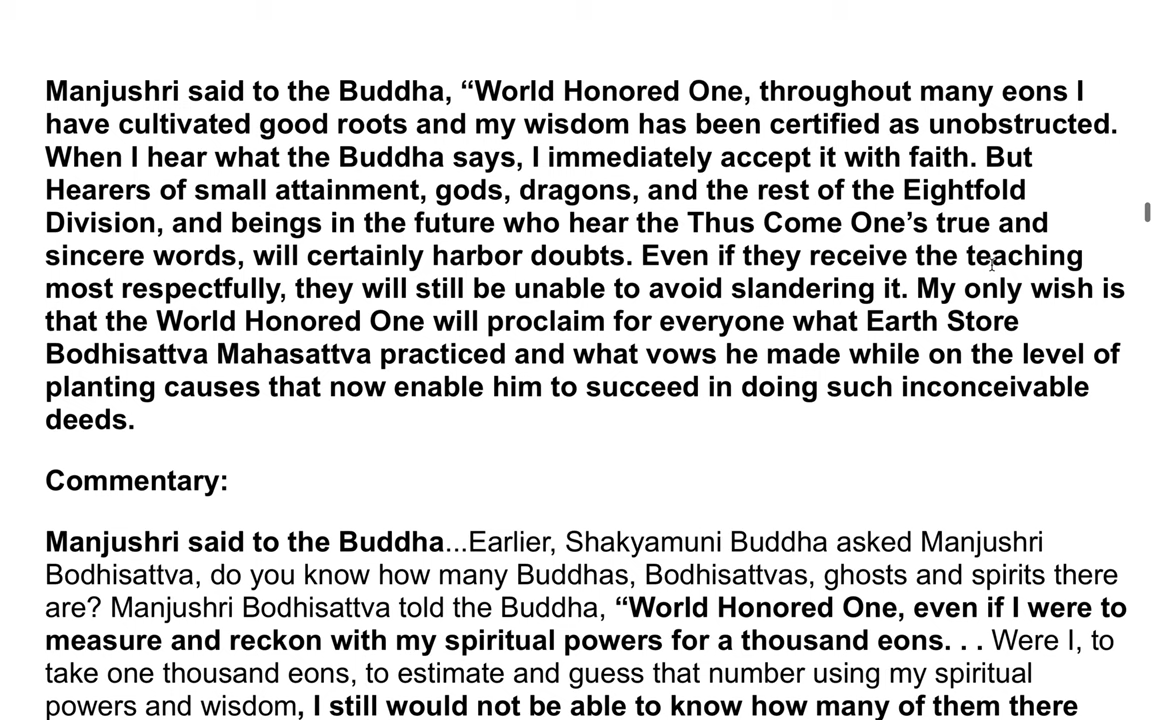 Manjushri said to the Buddha, “World Honored One, throughout many eons I
have cultivated good roots and my wisdom has been certified as unobstructed.
When I hear what the Buddha says, I immediately accept it with faith. But
Hearers of small attainment, gods, dragons, and the rest of the Eightfold
Division, and beings in the future who hear the Thus Come One’s true and
sincere words, will certainly harbor doubts. Even if they receive the teaching
most respectfully, they will still be unable to avoid slandering it. My only wish is
that the World Honored One will proclaim for everyone what Earth Store
Bodhisattva Mahasattva practiced and what vows he made while on the level of
planting causes that now enable him to succeed in doing such inconceivable
deeds.
Commentary:
Manjushri said to the Buddha...Earlier, Shakyamuni Buddha asked Manjushri
Bodhisattva, do you know how many Buddhas, Bodhisattvas, ghosts and spirits there
are? Manjushri Bodhisattva told the Buddha, “World Honored One, even if I were to
measure and reckon with my spiritual powers for a thousand eons. . . Were I, to
take one thousand eons, to estimate and guess that number using my spiritual
powers and wisdom, I still would not be able to know how many of them there